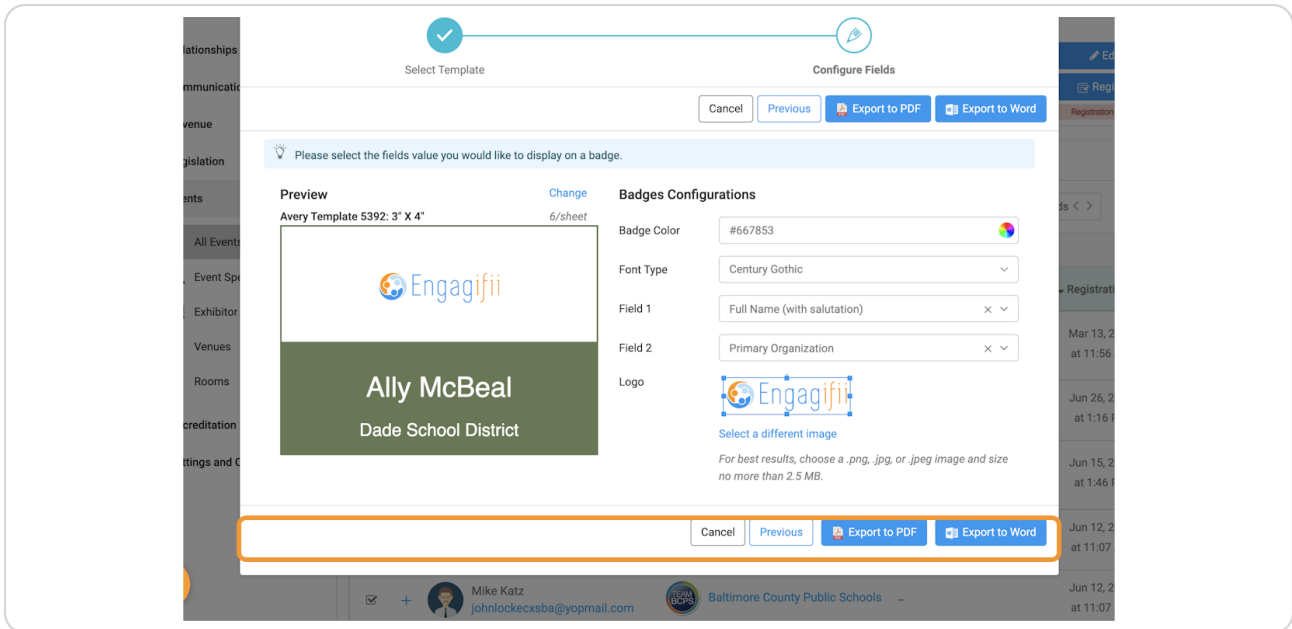 lationships
Select Template
Configure Fields
Ed
mmunicatio
Cancel
Previous
Export to PDF
Export to Word
Regi
venue
Registration
Please select the fields value you would like to display on a badge.
gislation
Preview
Change
Badges Configurations
ents
Avery Template 5392: 3" X 4"
6/sheet
Badge Color
#667853
ds < >
All Events
Font Type
Century Gothic
Event Spe
Engagifii
Registrati
Exhibitor
Field 1
Full Name (with salutation)
Mar 13, 2
at 11:56
Venues
Field 2
Primary Organization
Rooms
Ally McBeal
Logo
Engagifii
Jun 26, 2
at 1:16 P
creditation
Dade School District
Select a different image
ttings and C
For best results, choose a .png, .jpg, or .jpeg image and size
no more than 2.5 MB.
Jun 15, 2
at 1:46 P
Cancel
Previous
Export to PDF
Export to Word
Jun 12, 2
at 11:07
Mike Katz
johnlockecxsba@yopmail.com
TEAM
BCPS
Baltimore County Public Schools
–
Jun 12, 2
at 11:07